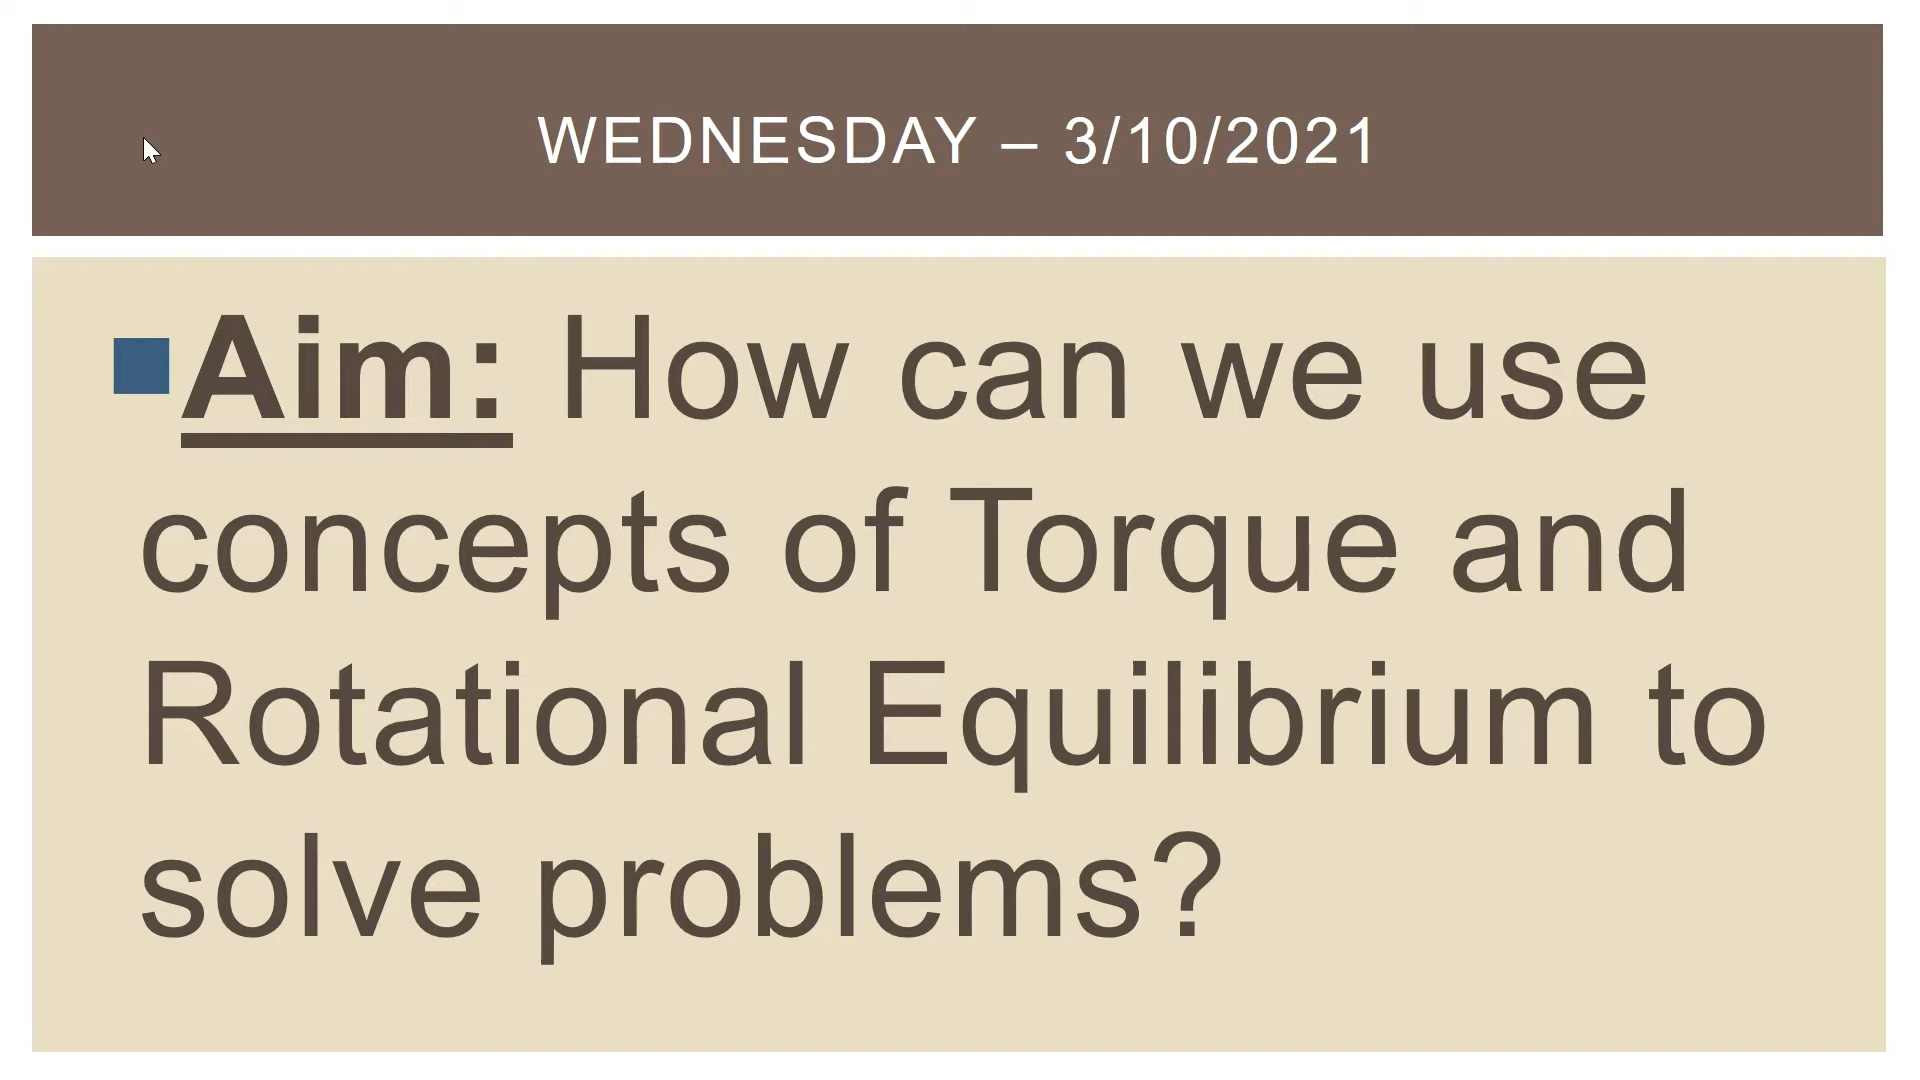 WEDNESDAY – 3/10/2021
Aim: How can we use
concepts of Torque and
Rotational Equilibrium to
solve problems?